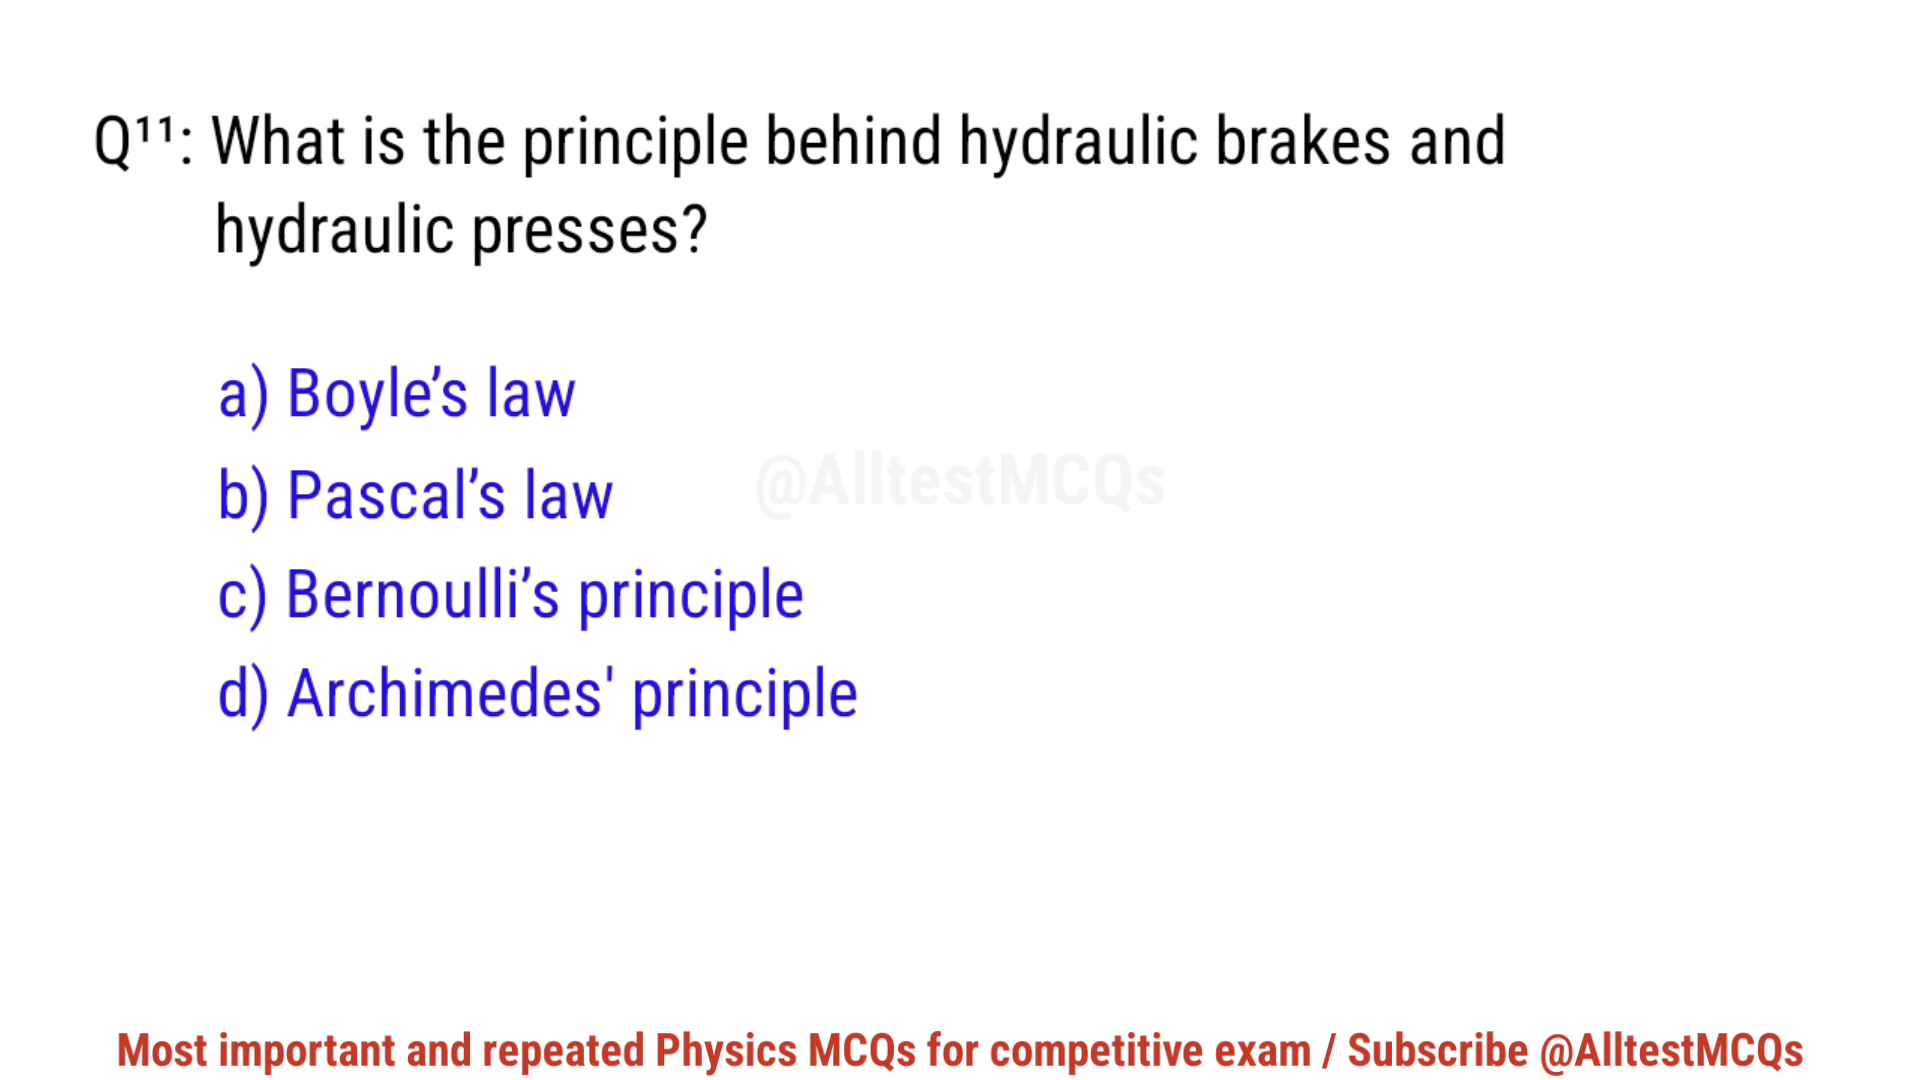 Q¹¹: What is the principle behind hydraulic brakes and
hydraulic presses?
a) Boyle’s law
b) Pascal’s law
@AlltestMCQs
c) Bernoulli’s principle
d) Archimedes' principle
Most important and repeated Physics MCQs for competitive exam / Subscribe @AlltestMCQs